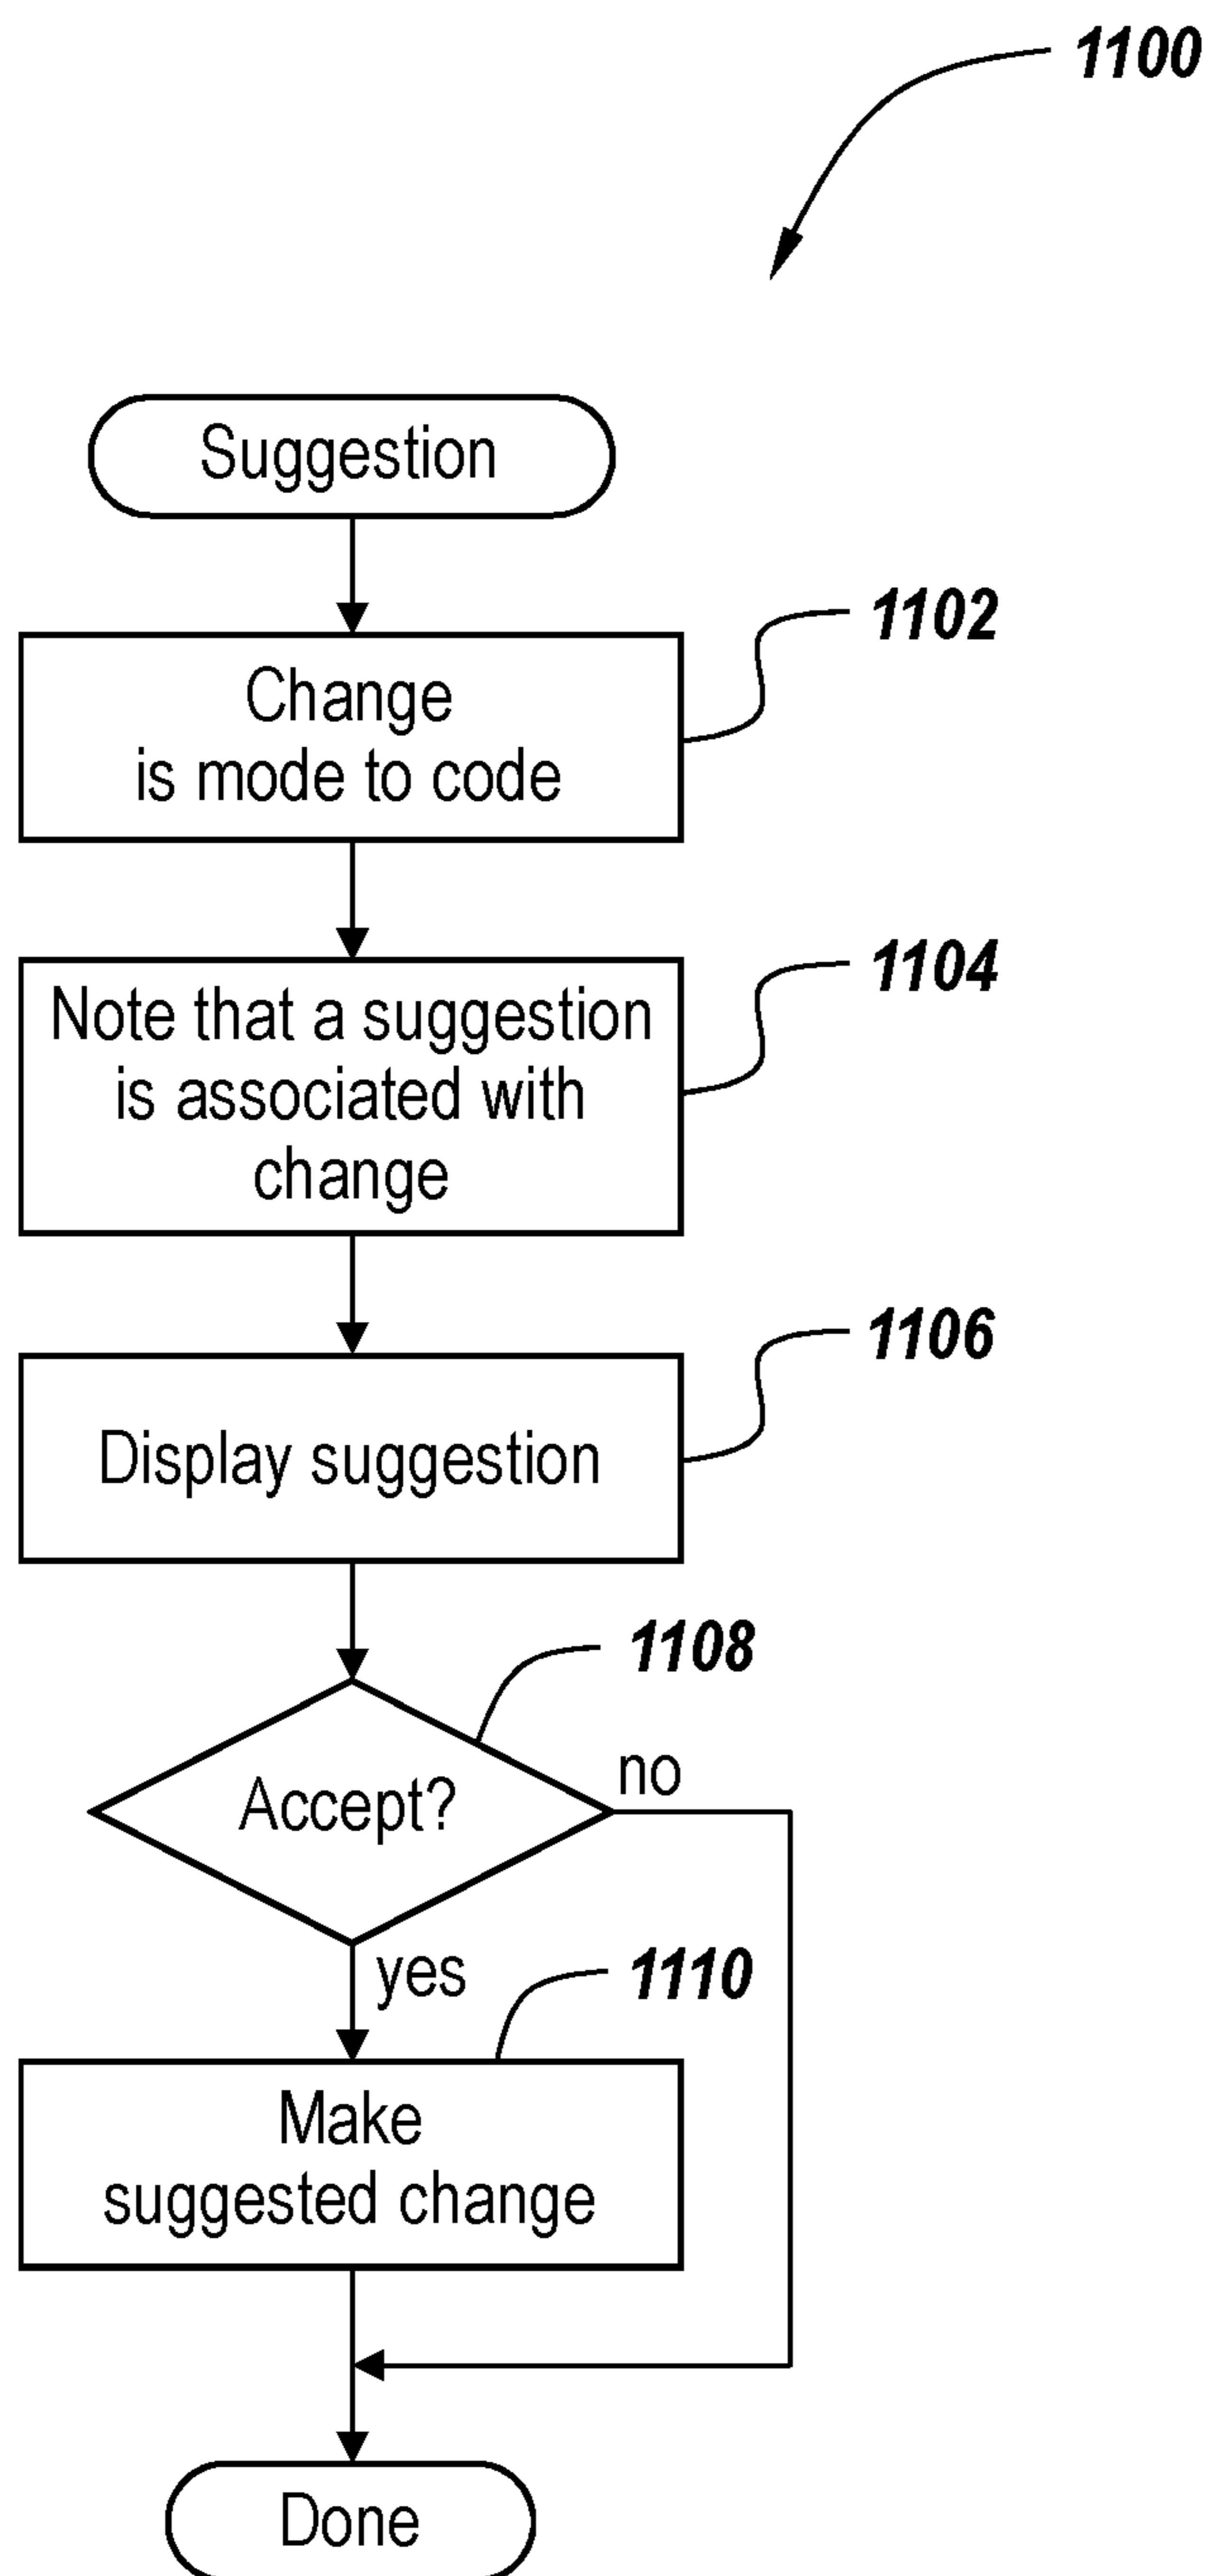 1100
Suggestion
1102
Change
is mode to code
1104
Note that a suggestion
is associated with
change
1106
Display suggestion
1108
Accept?
no
yes
1110
Make
suggested change
Done